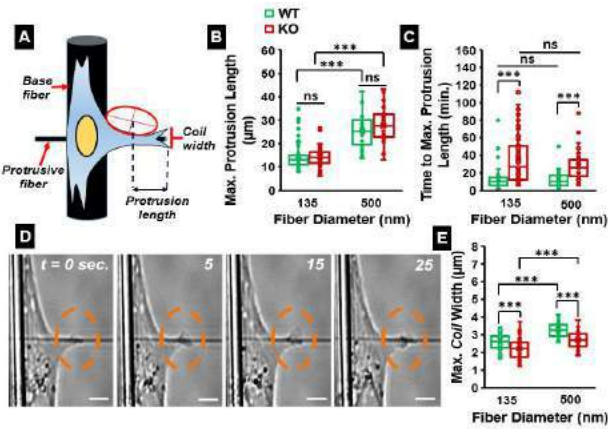 WT
KO
A
Base
fiber
Coil
width
Protrusive
fiber
Protrusion
length
B
Max. Protrusion Length
(µm)
60
50
40
30
20
10
0
***
***
ns
ns
135
500
Fiber Diameter (nm)
C
Time to Max. Protrusion
Length (min.)
160
140
120
100
80
60
40
20
0
ns
ns
***
***
135
500
Fiber Diameter (nm)
D
t = 0 sec.
5
15
25
E
Max. Coil Width (µm)
6
5
4
3
2
1
0
***
***
***
***
135
500
Fiber Diameter (nm)